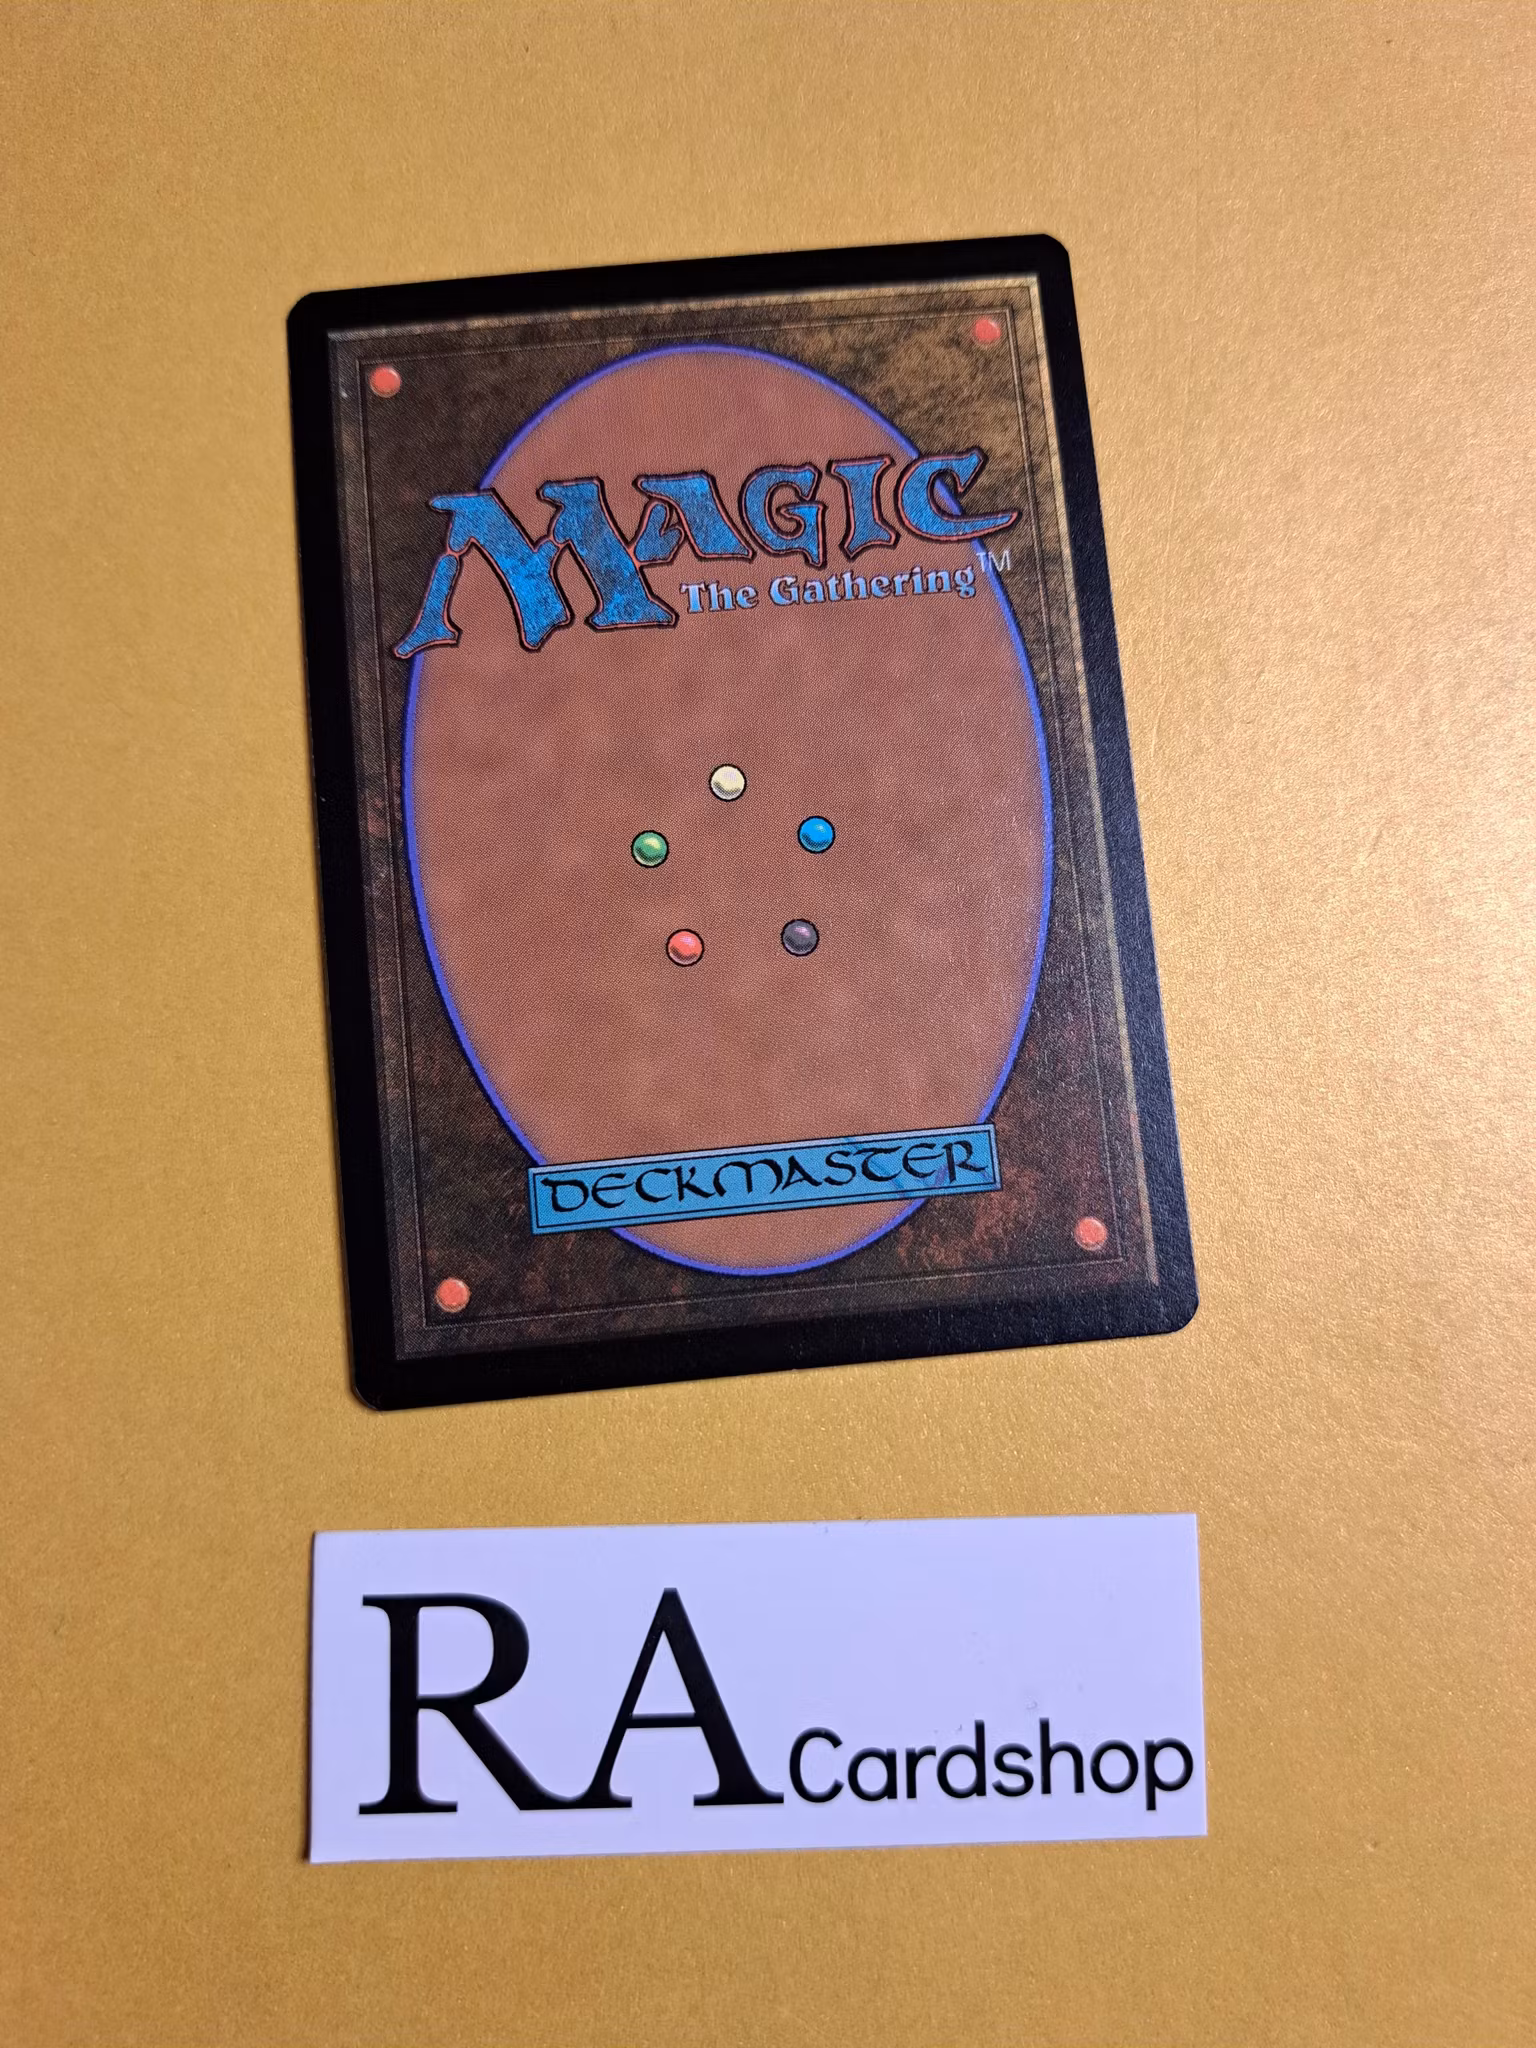 MAGIC
The Gathering™
DECKMASTER
RA Cardshop